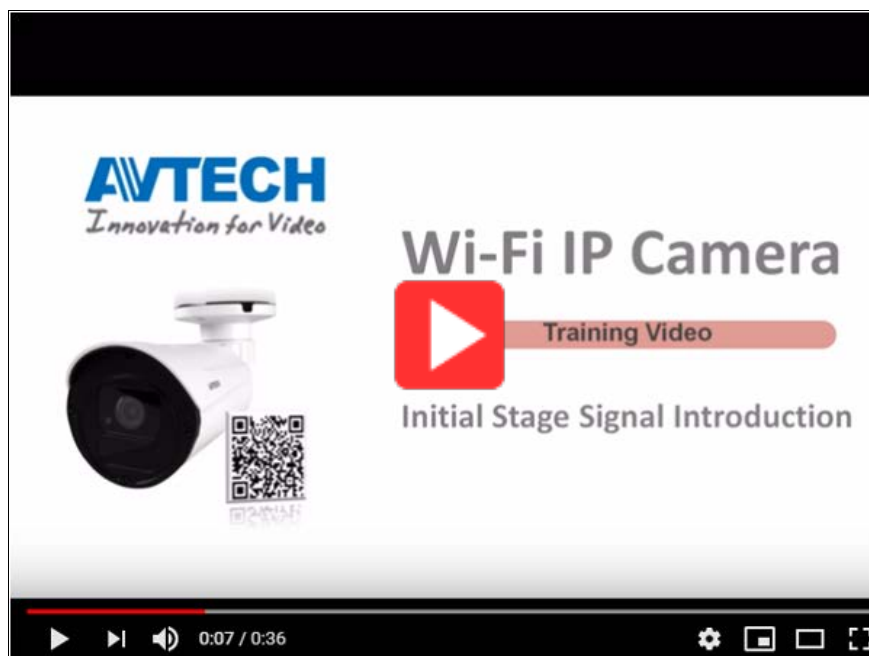 AVTECH
Innovation for Video
Wi-Fi IP Camera
Training Video
Initial Stage Signal Introduction
0:07 / 0:36